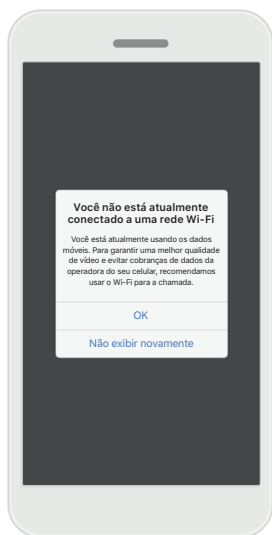 Você não está atualmente
conectado a uma rede Wi-Fi
Você está atualmente usando os dados
móveis. Para garantir uma melhor qualidade
de vídeo e evitar cobranças de dados da
operadora do seu celular, recomendamos
usar o Wi-Fi para a chamada.
OK
Não exibir novamente